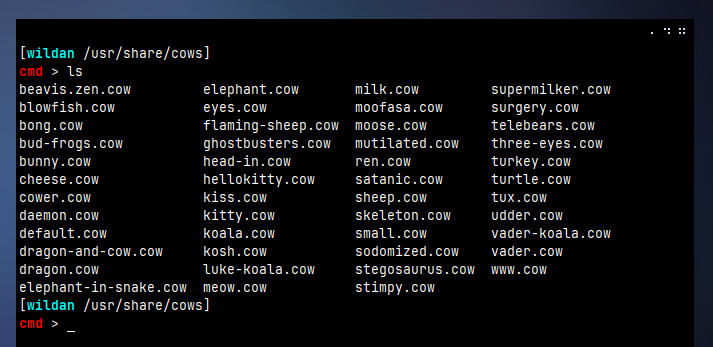 [wildan /usr/share/cows]
cmd > ls
beavis.zen.cow elephant.cow milk.cow supermilker.cow
blowfish.cow eyes.cow moofasa.cow surgery.cow
bong.cow flaming-sheep.cow moose.cow telebears.cow
bud-frogs.cow ghostbusters.cow mutilated.cow three-eyes.cow
bunny.cow head-in.cow ren.cow turkey.cow
cheese.cow hellokitty.cow satanic.cow turtle.cow
cower.cow kiss.cow sheep.cow tux.cow
daemon.cow kitty.cow skeleton.cow udder.cow
default.cow koala.cow small.cow vader-koala.cow
dragon-and-cow.cow kosh.cow sodomized.cow vader.cow
dragon.cow luke-koala.cow stegosaurus.cow www.cow
elephant-in-snake.cow meow.cow stimpy.cow
[wildan /usr/share/cows]
cmd > _